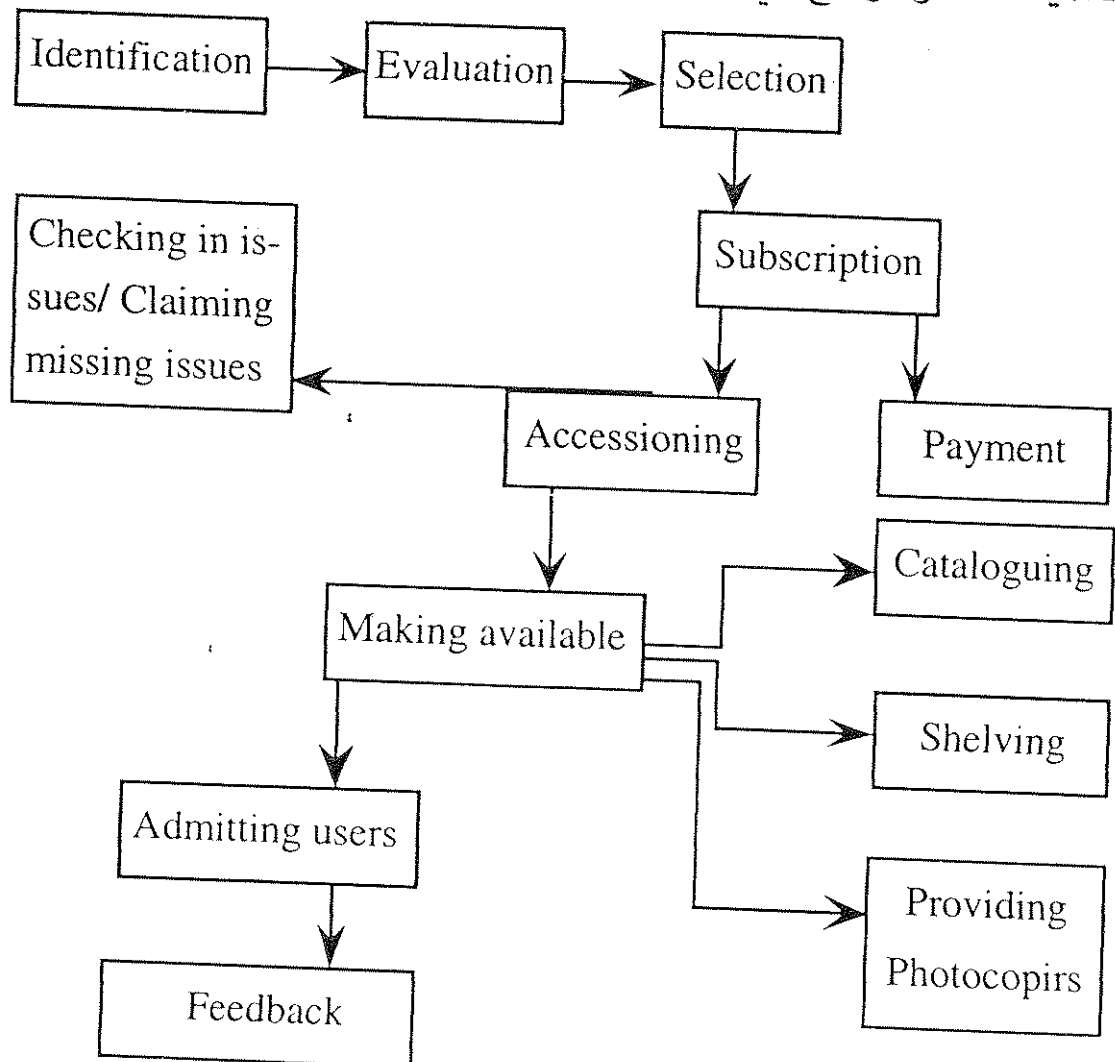 Identification
Evaluation
Selection
Checking in is-
sues/ Claiming
missing issues
Subscription
Accessioning
Payment
Making available
Cataloguing
Shelving
Admitting users
Providing
Photocopirs
Feedback